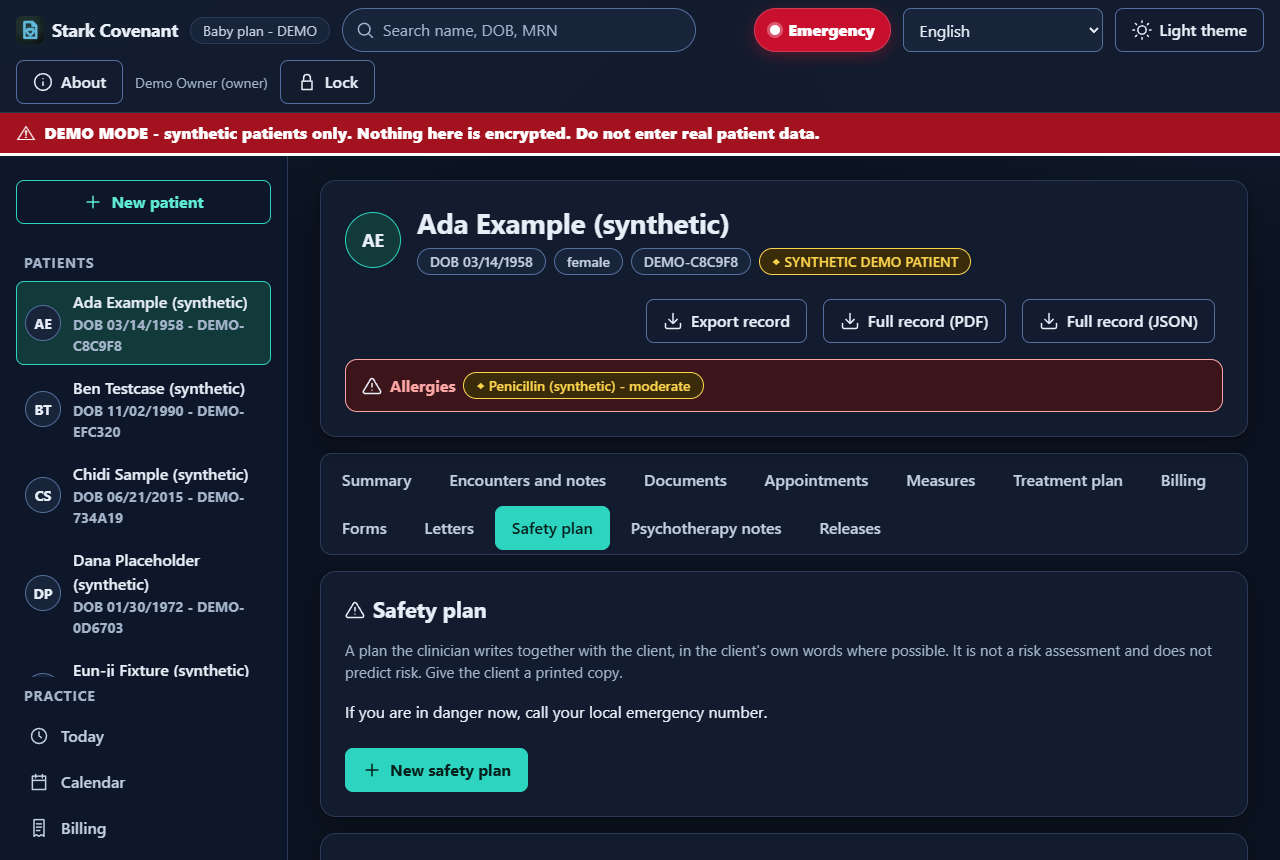 Stark Covenant
Baby plan - DEMO
Search name, DOB, MRN
Emergency
English
Light theme
About
Demo Owner (owner)
Lock
DEMO MODE - synthetic patients only. Nothing here is encrypted. Do not enter real patient data.
New patient
PATIENTS
AE
Ada Example (synthetic)
DOB 03/14/1958 - DEMO-
C8C9F8
BT
Ben Testcase (synthetic)
DOB 11/02/1990 - DEMO-
EFC320
CS
Chidi Sample (synthetic)
DOB 06/21/2015 - DEMO-
734A19
DP
Dana Placeholder
(synthetic)
DOB 01/30/1972 - DEMO-
0D6703
Eun-ji Fixture (synthetic)
PRACTICE
Today
Calendar
Billing
AE
Ada Example (synthetic)
DOB 03/14/1958
female
DEMO-C8C9F8
SYNTHETIC DEMO PATIENT
Export record
Full record (PDF)
Full record (JSON)
Allergies
Penicillin (synthetic) - moderate
Summary
Encounters and notes
Documents
Appointments
Measures
Treatment plan
Billing
Forms
Letters
Safety plan
Psychotherapy notes
Releases
Safety plan
A plan the clinician writes together with the client, in the client's own words where possible. It is not a risk assessment and does not
predict risk. Give the client a printed copy.
If you are in danger now, call your local emergency number.
New safety plan